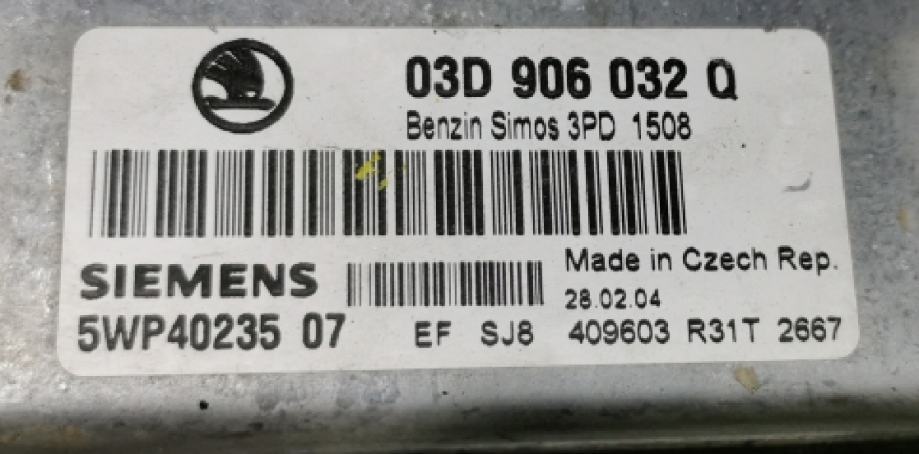 03D 906 032 Q
Benzin Simos 3PD 1508
SIEMENS
Made in Czech Rep.
28.02.04
5WP40235 07
EF SJ8 409603 R31T 2667